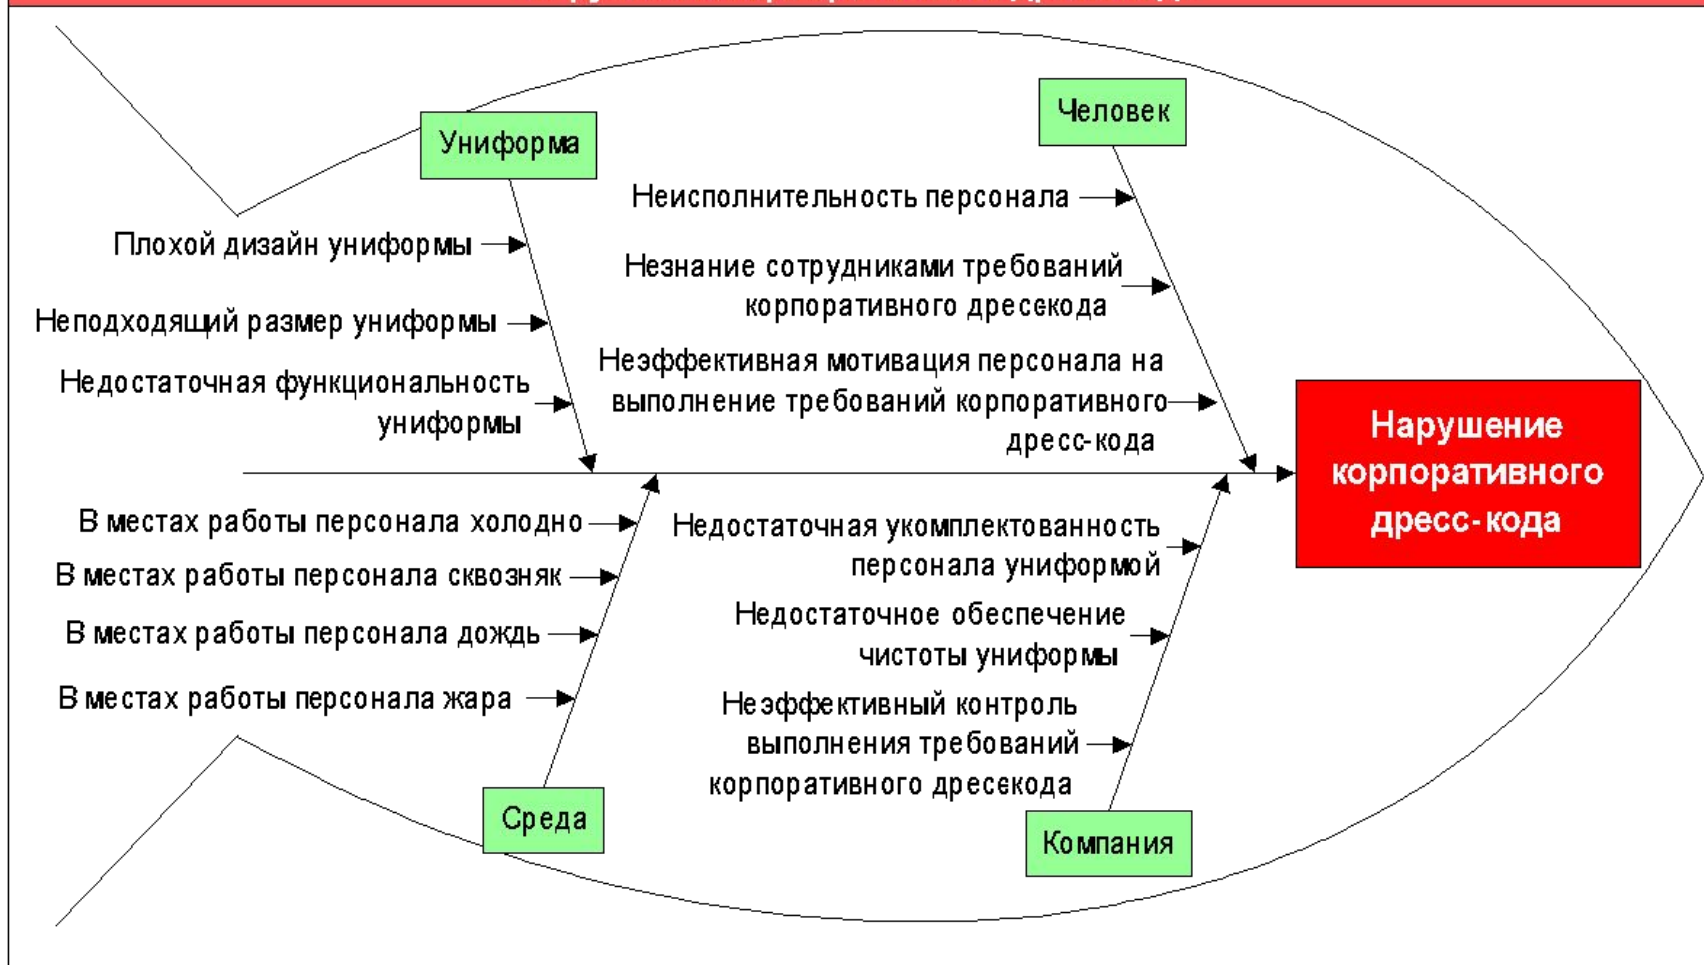 Униформа
Плохой дизайн униформы
Неподходящий размер униформы
Недостаточная функциональность
униформы
Человек
Неисполнительность персонала
Незнание сотрудниками требований
корпоративного дресскода
Неэффективная мотивация персонала на
выполнение требований корпоративного
дресс-кода
Нарушение
корпоративного
дресс-кода
В местах работы персонала холодно
В местах работы персонала сквозняк
В местах работы персонала дождь
В местах работы персонала жара
Среда
Недостаточная укомплектованность
персонала униформой
Недостаточное обеспечение
чистоты униформы
Неэффективный контроль
выполнения требований
корпоративного дресскода
Компания